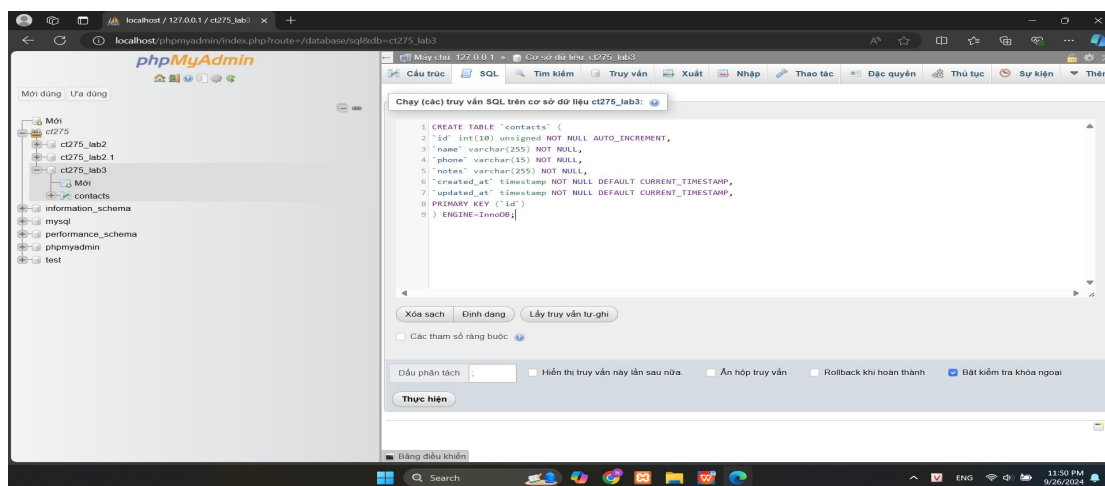 localhost / 127.0.0.1 / ct275_lab3
localhost/phpmyadmin/index.php?route=/database/sql&db=ct275_lab3
phpMyAdmin
Mới dùng Ưa dùng
Mới
ct275
ct275_lab2
ct275_lab2.1
ct275_lab3
Mới
contacts
information_schema
mysql
performance_schema
phpmyadmin
test
Máy chủ: 127.0.0.1 » Cơ sở dữ liệu: ct275_lab3
Cấu trúc SQL Tìm kiếm Truy vấn Xuất Nhập Thao tác Đặc quyền Thủ tục Sự kiện Thêm
Chạy (các) truy vấn SQL trên cơ sở dữ liệu ct275_lab3:
1 CREATE TABLE `contacts` (
2 `id` int(10) unsigned NOT NULL AUTO_INCREMENT,
3 `name` varchar(255) NOT NULL,
4 `phone` varchar(15) NOT NULL,
5 `notes` varchar(255) NOT NULL,
6 `created_at` timestamp NOT NULL DEFAULT CURRENT_TIMESTAMP,
7 `updated_at` timestamp NOT NULL DEFAULT CURRENT_TIMESTAMP,
8 PRIMARY KEY (`id`)
9 ) ENGINE=InnoDB;
Xóa sạch Định dạng Lấy truy vấn tự-ghi
Các tham số ràng buộc
Dấu phân tách ; Hiển thị truy vấn này lần sau nữa. Ẩn hộp truy vấn Rollback khi hoàn thành Bật kiểm tra khóa ngoại
Thực hiện
Bảng điều khiển
Search ENG 11:50 PM
9/26/2024